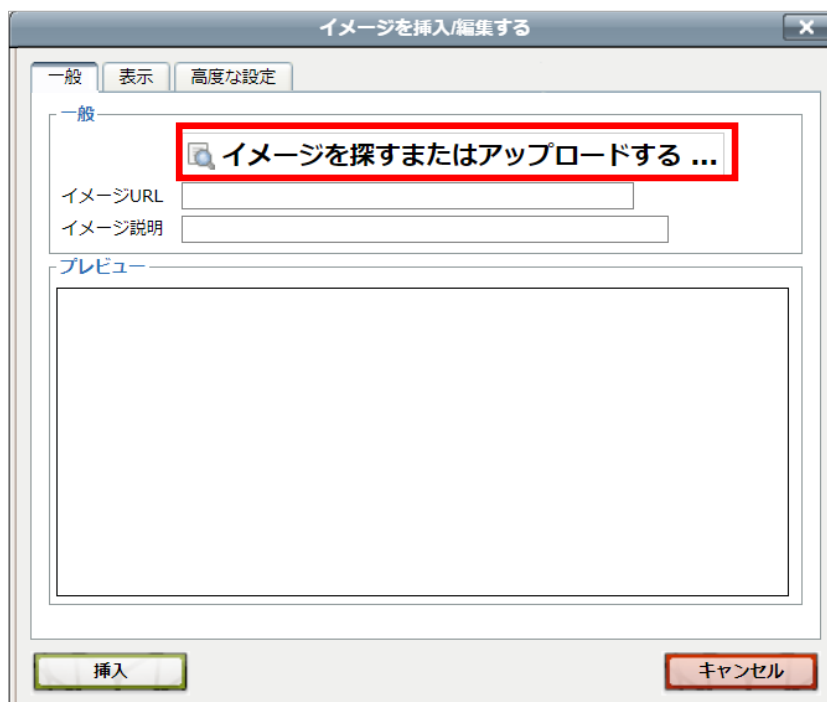 イメージを挿入/編集する
一般 表示 高度な設定
一般
イメージを探すまたはアップロードする ...
イメージURL
イメージ説明
プレビュー
挿入 キャンセル